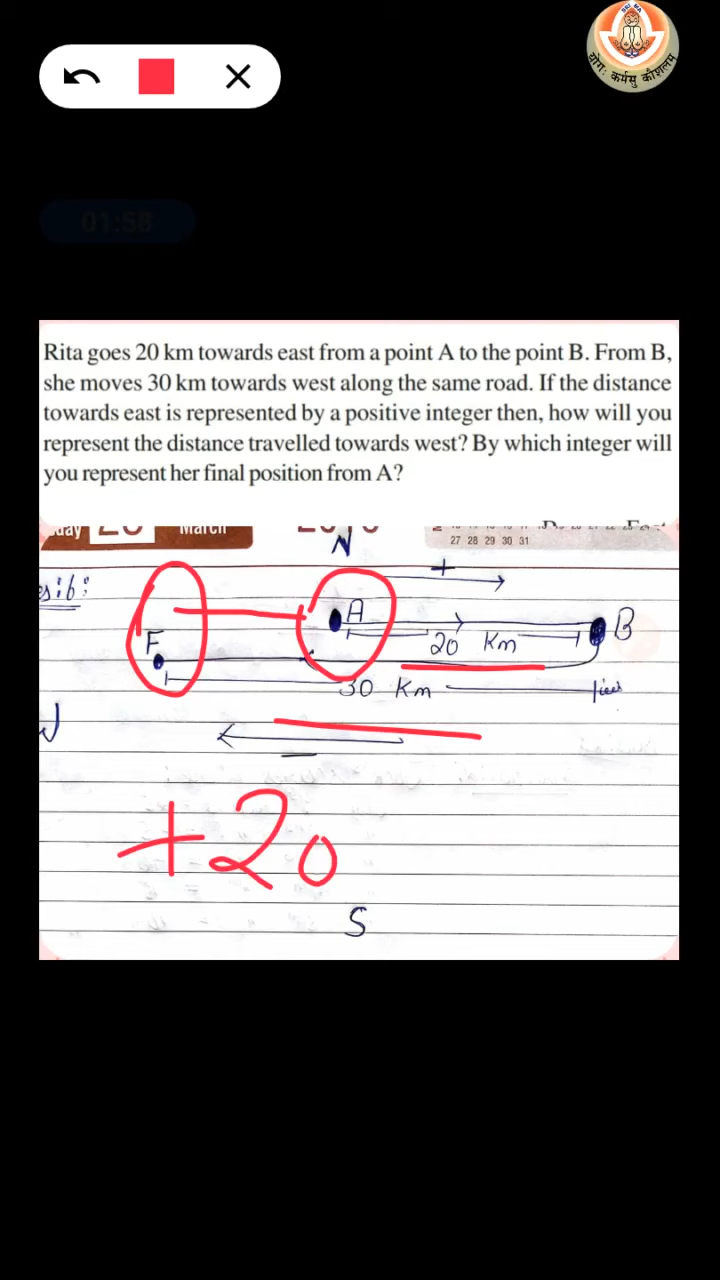 योगः कर्मसु कौशलम्
01:58
Rita goes 20 km towards east from a point A to the point B. From B,
she moves 30 km towards west along the same road. If the distance
towards east is represented by a positive integer then, how will you
represent the distance travelled towards west? By which integer will
you represent her final position from A?
March
27 28 29 30 31
N
+
A
B
F
20 Km
30 Km
−
+20
S